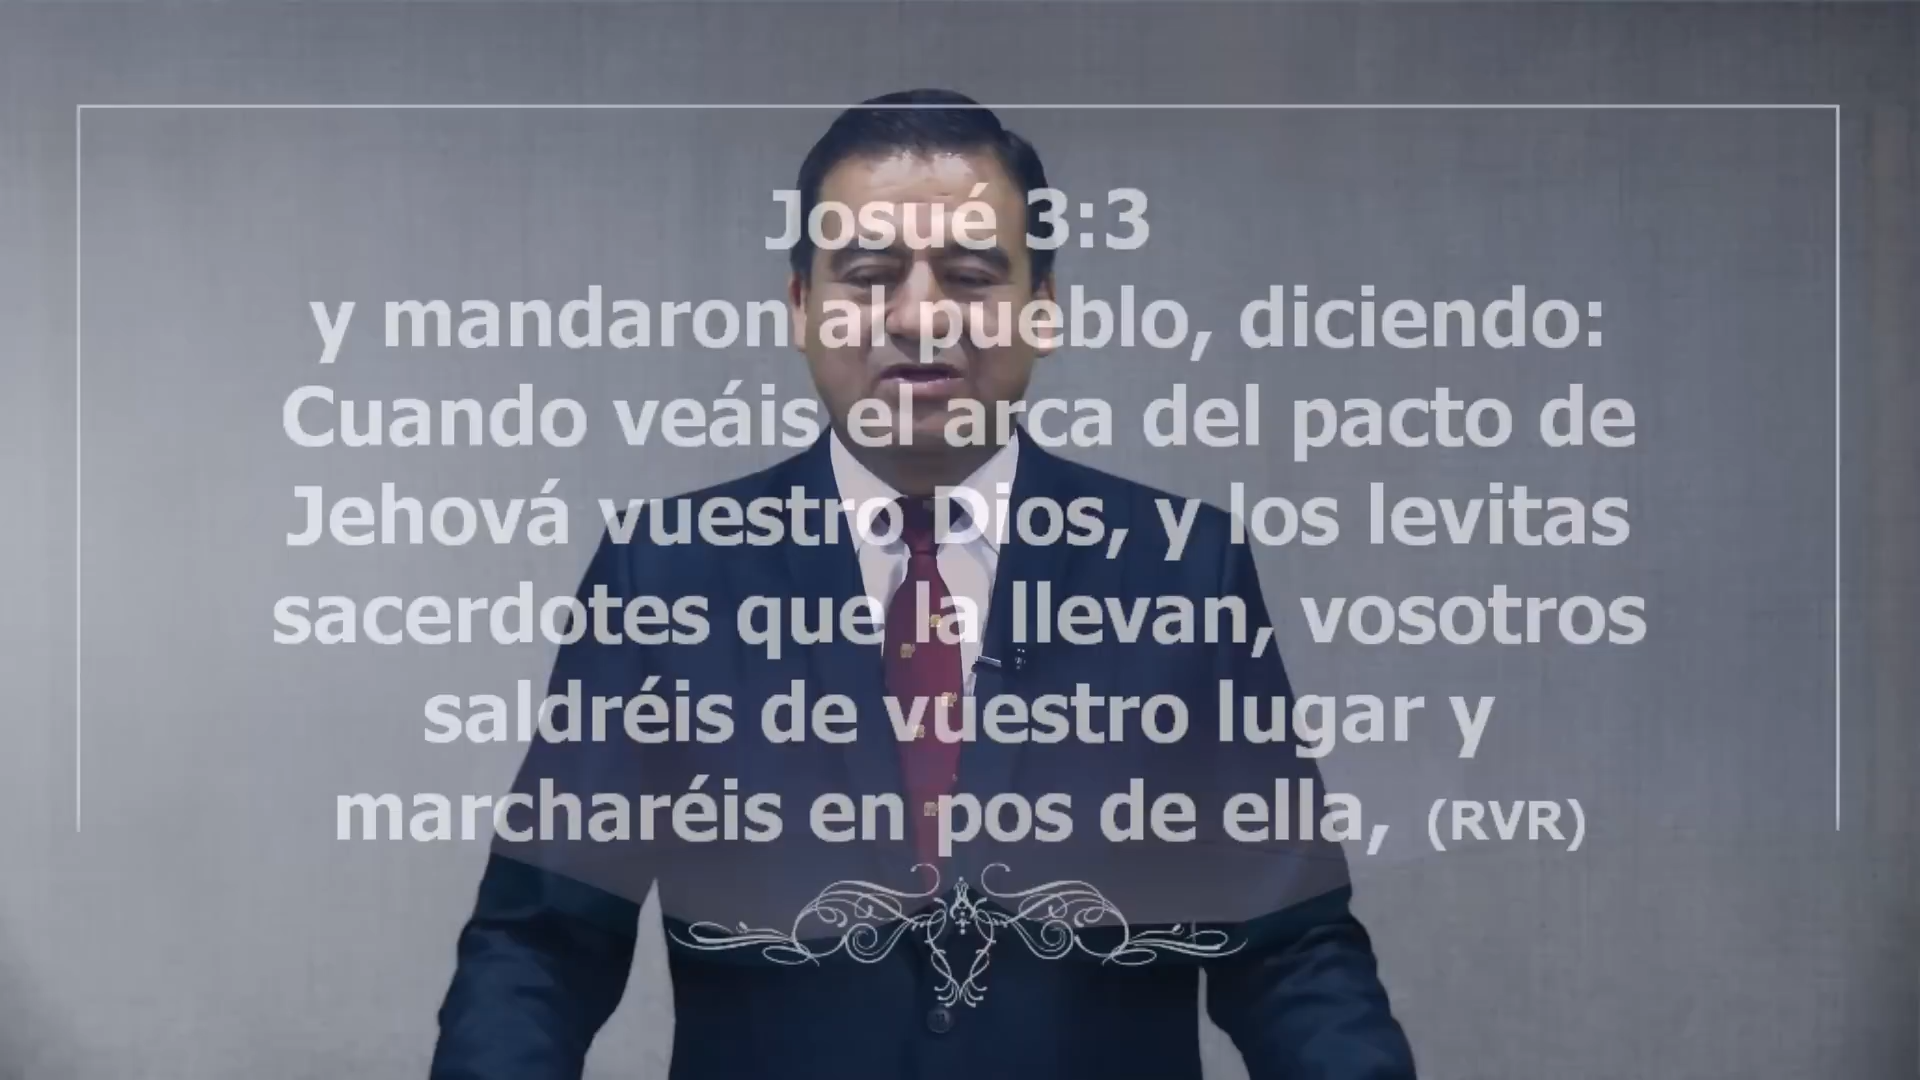 Josué 3:3
y mandaron al pueblo, diciendo:
Cuando veáis el arca del pacto de
Jehová vuestro Dios, y los levitas
sacerdotes que la llevan, vosotros
saldréis de vuestro lugar y
marcharéis en pos de ella, (RVR)